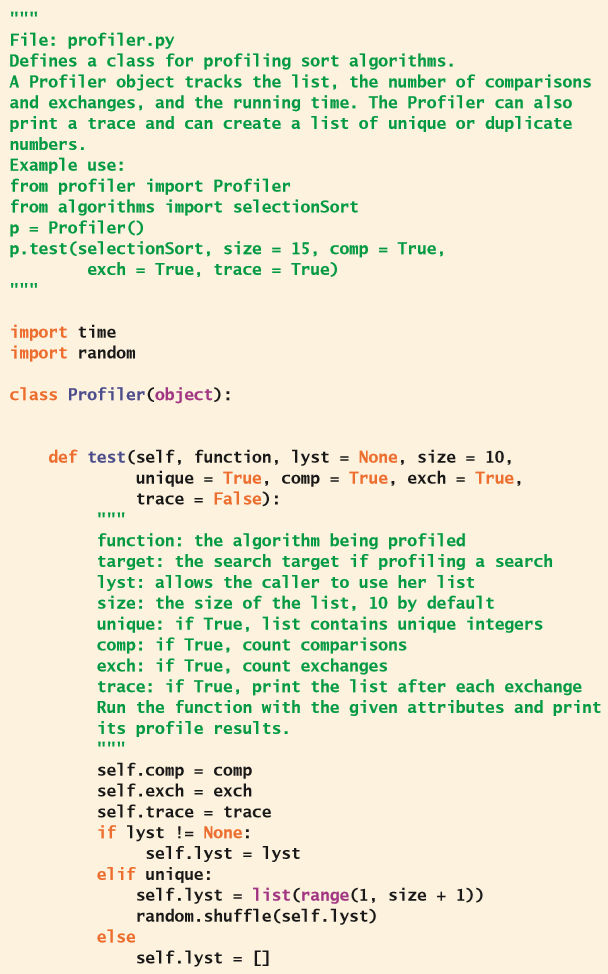 """
File: profiler.py
Defines a class for profiling sort algorithms.
A Profiler object tracks the list, the number of comparisons
and exchanges, and the running time. The Profiler can also
print a trace and can create a list of unique or duplicate
numbers.
Example use:
from profiler import Profiler
from algorithms import selectionSort
p = Profiler()
p.test(selectionSort, size = 15, comp = True,
        exch = True, trace = True)
"""
import time
import random
class Profiler(object):
    def test(self, function, lyst = None, size = 10,
             unique = True, comp = True, exch = True,
             trace = False):
         """
         function: the algorithm being profiled
         target: the search target if profiling a search
         lyst: allows the caller to use her list
         size: the size of the list, 10 by default
         unique: if True, list contains unique integers
         comp: if True, count comparisons
         exch: if True, count exchanges
         trace: if True, print the list after each exchange
         Run the function with the given attributes and print
         its profile results.
         """
         self.comp = comp
         self.exch = exch
         self.trace = trace
         if lyst != None:
              self.lyst = lyst
         elif unique:
             self.lyst = list(range(1, size + 1))
             random.shuffle(self.lyst)
         else
             self.lyst = []